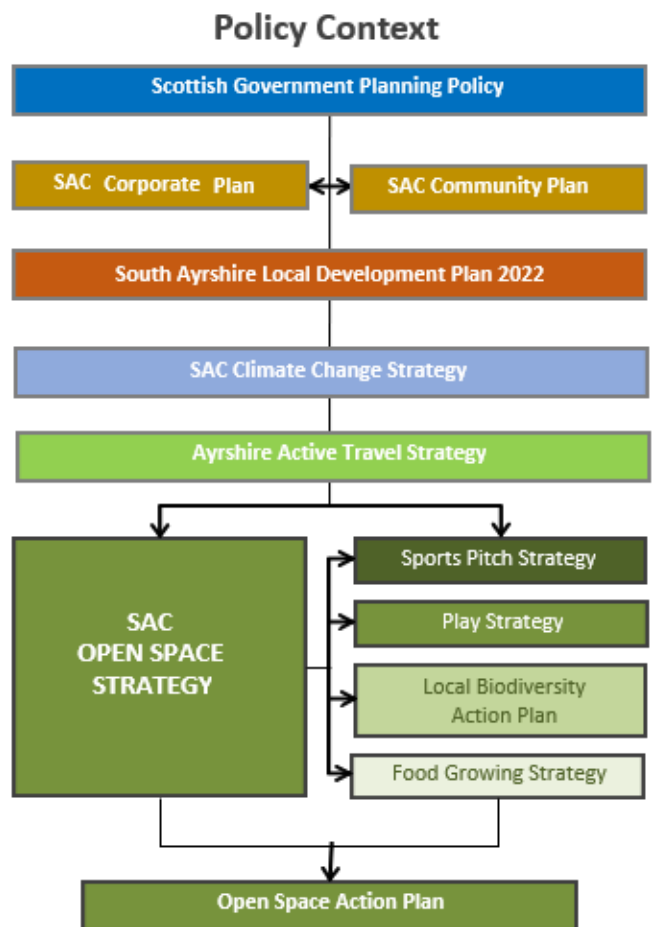 Policy Context
Scottish Government Planning Policy
SAC Corporate Plan
SAC Community Plan
South Ayrshire Local Development Plan 2022
SAC Climate Change Strategy
Ayrshire Active Travel Strategy
SAC
OPEN SPACE
STRATEGY
Sports Pitch Strategy
Play Strategy
Local Biodiversity
Action Plan
Food Growing Strategy
Open Space Action Plan